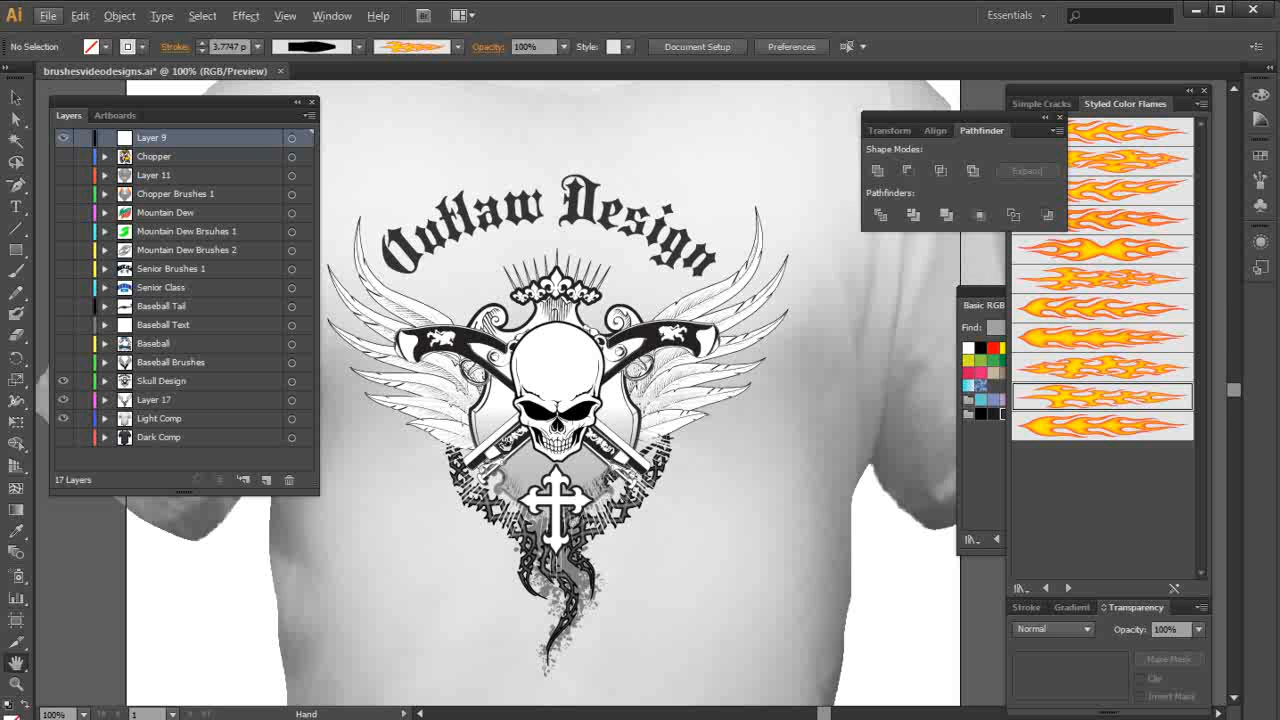 Ai File Edit Object Type Select Effect View Window Help Br Essentials
No Selection Stroke: 3.7747 p Opacity: 100% Style: Document Setup Preferences
brushesvideodesigns.ai* @ 100% (RGB/Preview)
Layers Artboards
Layer 9
Chopper
Layer 11
Chopper Brushes 1
Mountain Dew
Mountain Dew Brsuhes 1
Mountain Dew Brushes 2
Senior Brushes 1
Senior Class
Baseball Tail
Baseball Text
Baseball
Baseball Brushes
Skull Design
Layer 17
Light Comp
Dark Comp
17 Layers
Outlaw Design
Transform Align Pathfinder
Shape Modes:
Expand
Pathfinders:
Basic RGB
Find:
Simple Cracks Styled Color Flames
Stroke Gradient Transparency
Normal Opacity: 100%
Make Mask
Clip
Invert Mask
100% 1 Hand